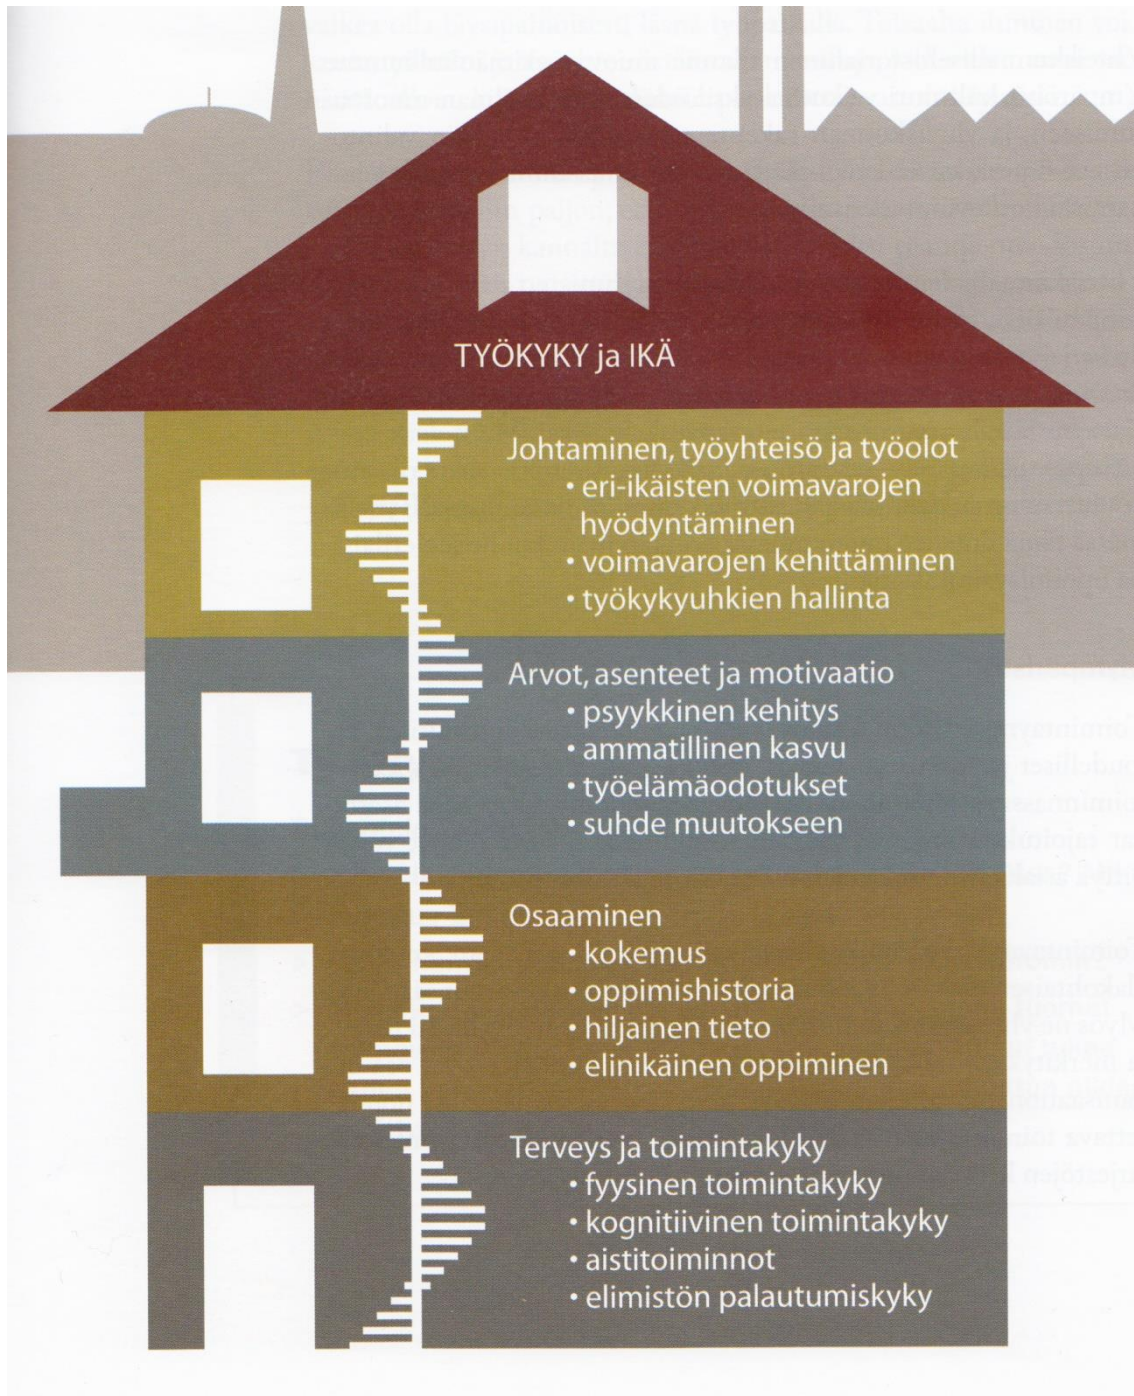 TYÖKYKY ja IKÄ
Johtaminen, työyhteisö ja työolot
• eri-ikäisten voimavarojen
hyödyntäminen
• voimavarojen kehittäminen
• työkykyuhkien hallinta
Arvot, asenteet ja motivaatio
• psyykkinen kehitys
• ammatillinen kasvu
• työelämäodotukset
• suhde muutokseen
Osaaminen
• kokemus
• oppimishistoria
• hiljainen tieto
• elinikäinen oppiminen
Terveys ja toimintakyky
• fyysinen toimintakyky
• kognitiivinen toimintakyky
• aistitoiminnot
• elimistön palautumiskyky